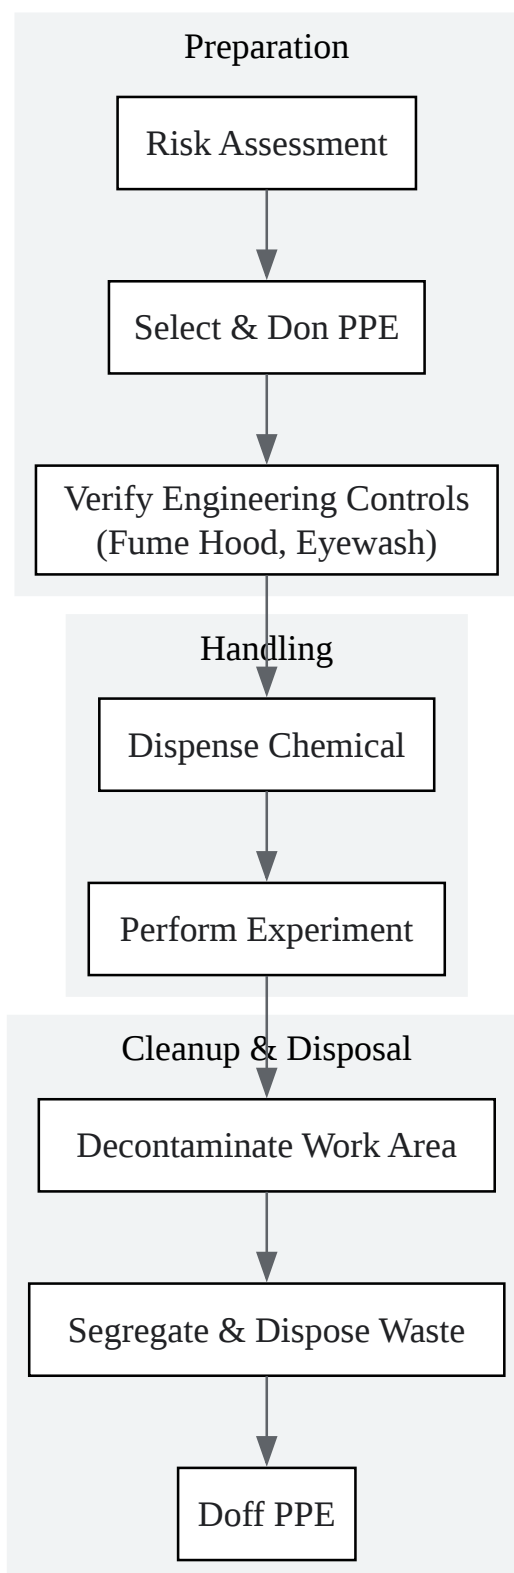 Preparation
Risk Assessment
Select & Don PPE
Verify Engineering Controls
(Fume Hood, Eyewash)
Handling
Dispense Chemical
Perform Experiment
Cleanup & Disposal
Decontaminate Work Area
Segregate & Dispose Waste
Doff PPE